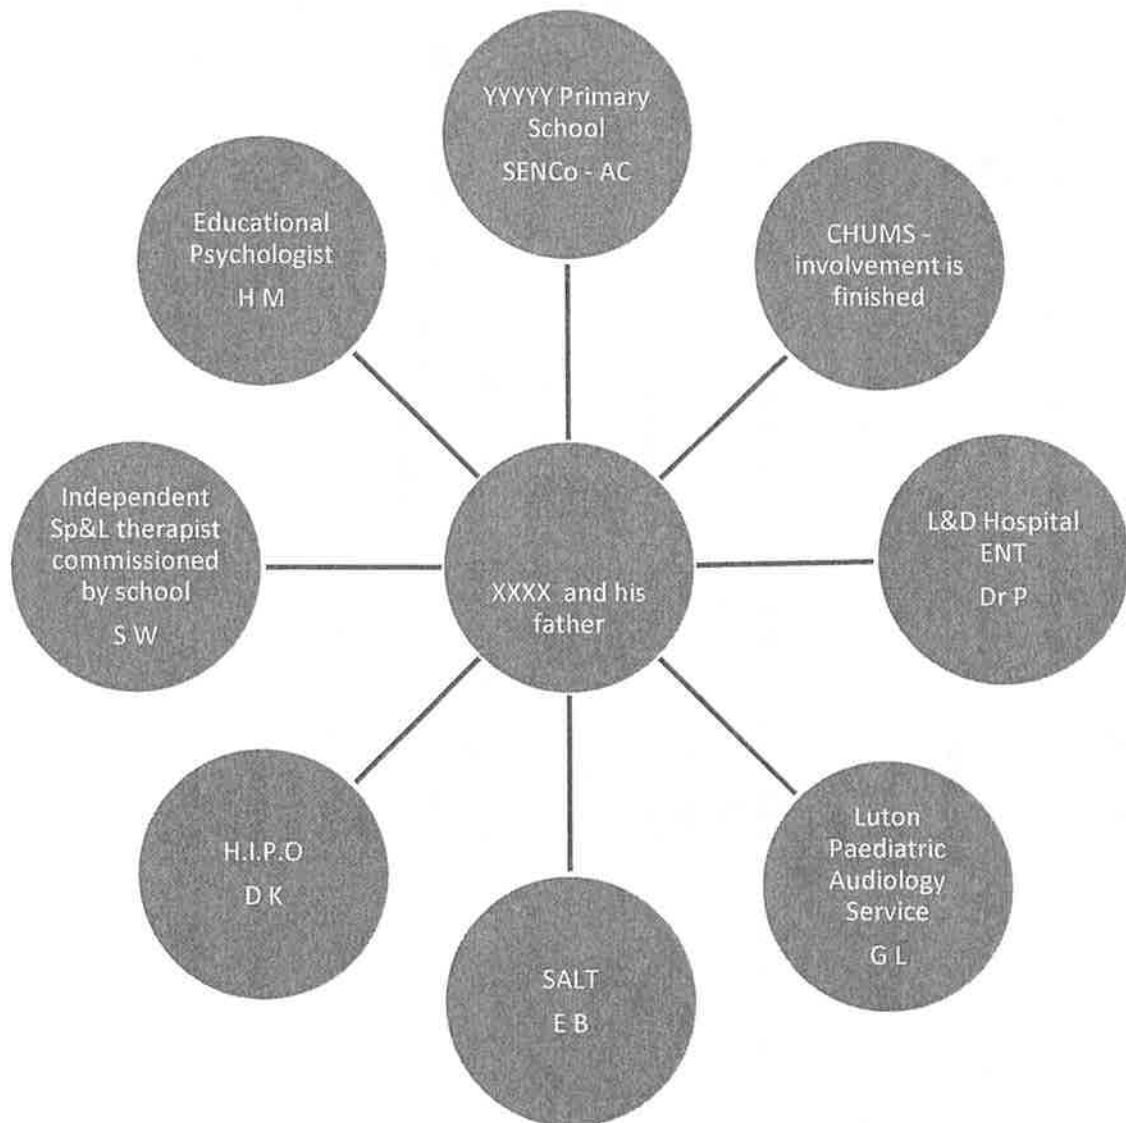 YYYYY Primary
School
SENCo - AC
CHUMS -
involvement is
finished
L&D Hospital
ENT
Dr P
Luton
Paediatric
Audiology
Service
G L
SALT
E B
H.I.P.O
D K
Independent
Sp&L therapist
commissioned
by school
S W
Educational
Psychologist
H M
XXXX and his
father